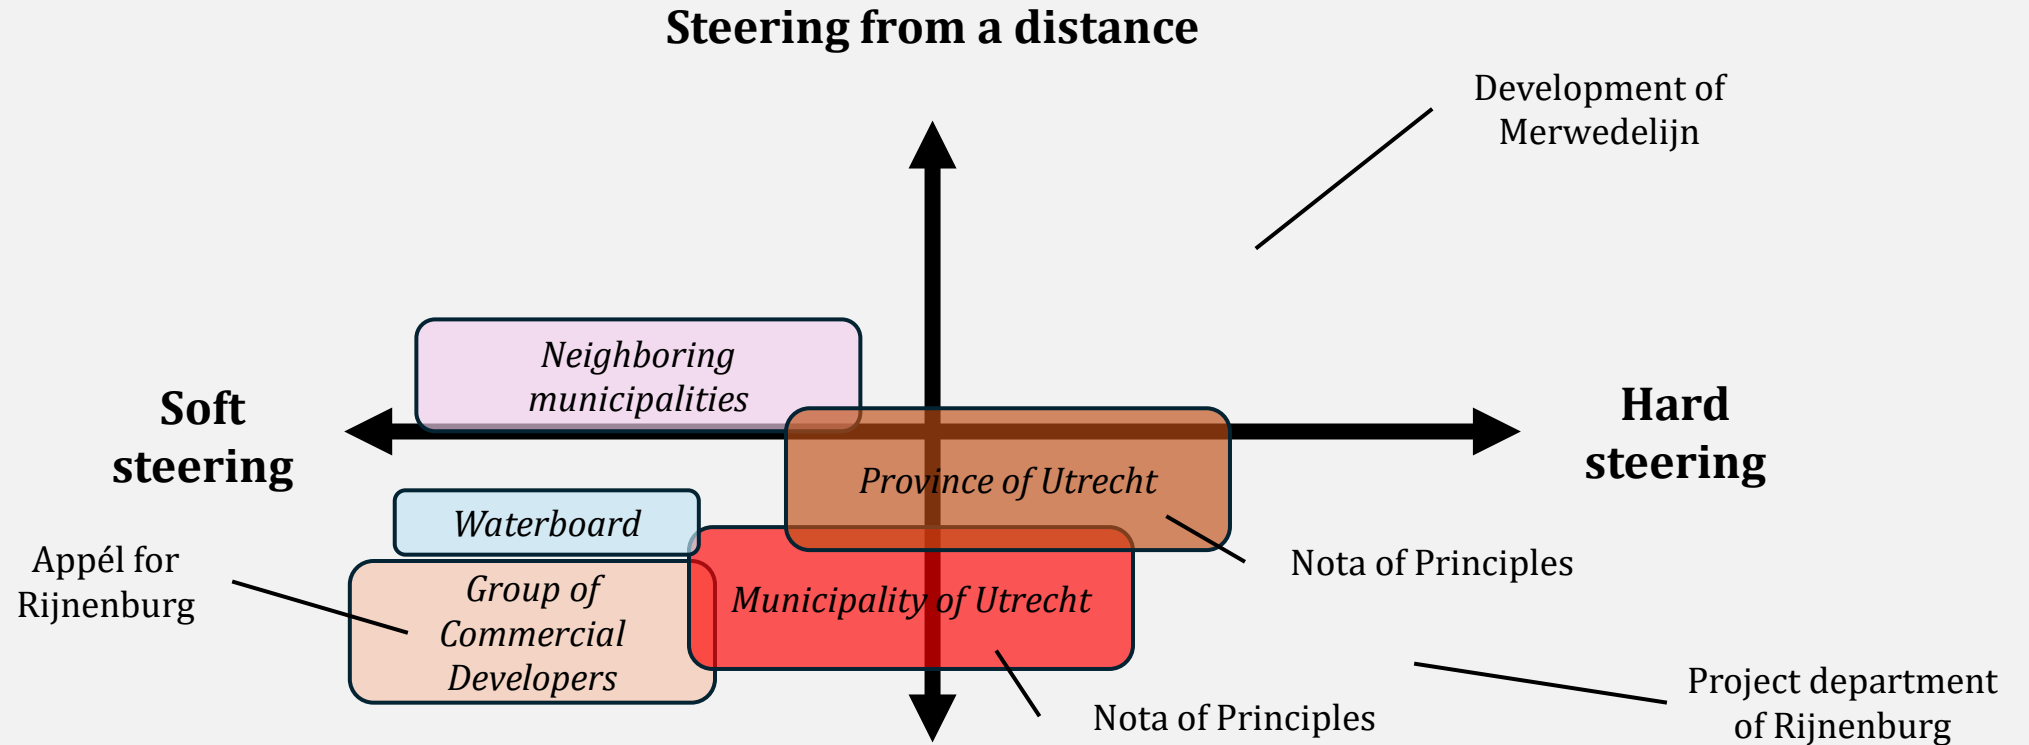 Steering from a distance
Development of
Merwedelijn
Neighboring
municipalities
Soft
steering
Hard
steering
Province of Utrecht
Waterboard
Appél for
Rijnenburg
Nota of Principles
Group of
Commercial
Developers
Municipality of Utrecht
Project department
of Rijnenburg
Nota of Principles